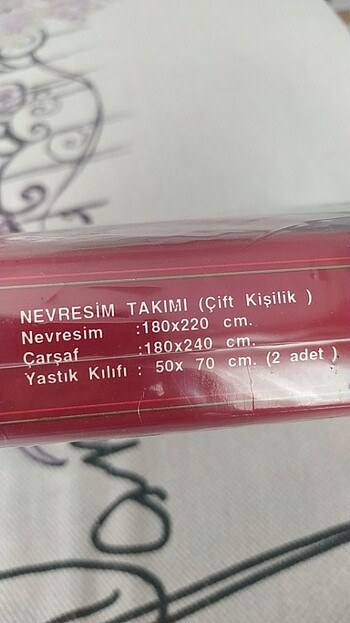 NEVRESİM TAKIMI (Çift Kişilik )
Nevresim :180x220 cm.
Çarşaf :180x240 cm.
Yastık Kılıfı : 50x 70 cm. (2 adet )